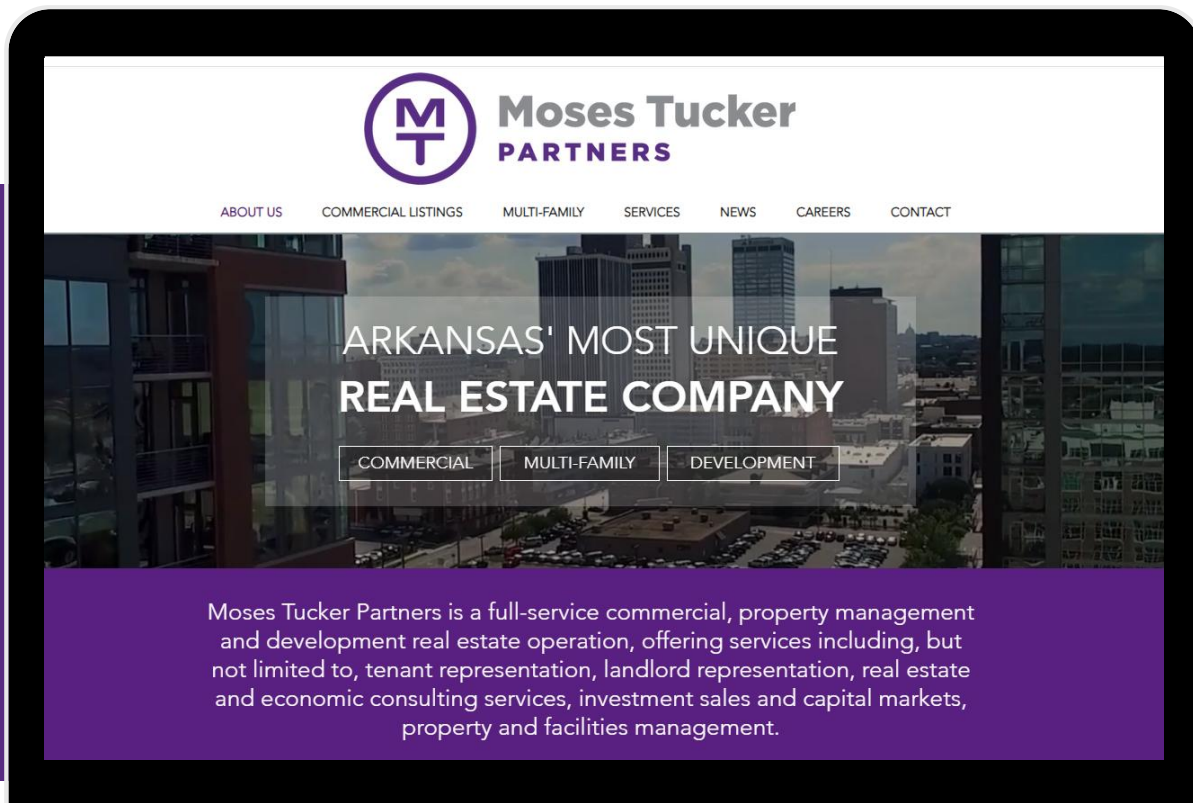 MT
Moses Tucker
PARTNERS
ABOUT US COMMERCIAL LISTINGS MULTI-FAMILY SERVICES NEWS CAREERS CONTACT
ARKANSAS' MOST UNIQUE
REAL ESTATE COMPANY
COMMERCIAL MULTI-FAMILY DEVELOPMENT
Moses Tucker Partners is a full-service commercial, property management
and development real estate operation, offering services including, but
not limited to, tenant representation, landlord representation, real estate
and economic consulting services, investment sales and capital markets,
property and facilities management.